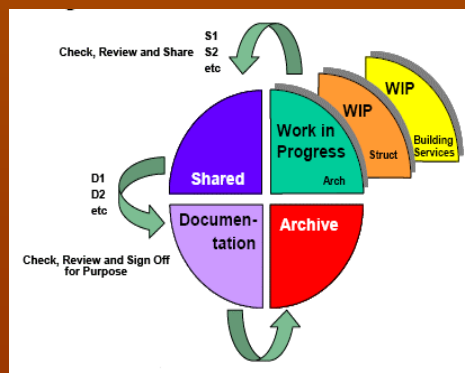 S1
S2
etc
Check, Review and Share
WIP
Building
Services
WIP
Struct
Work in
Progress
Arch
Shared
D1
D2
etc
Documen-
tation
Archive
Check, Review and Sign Off
for Purpose